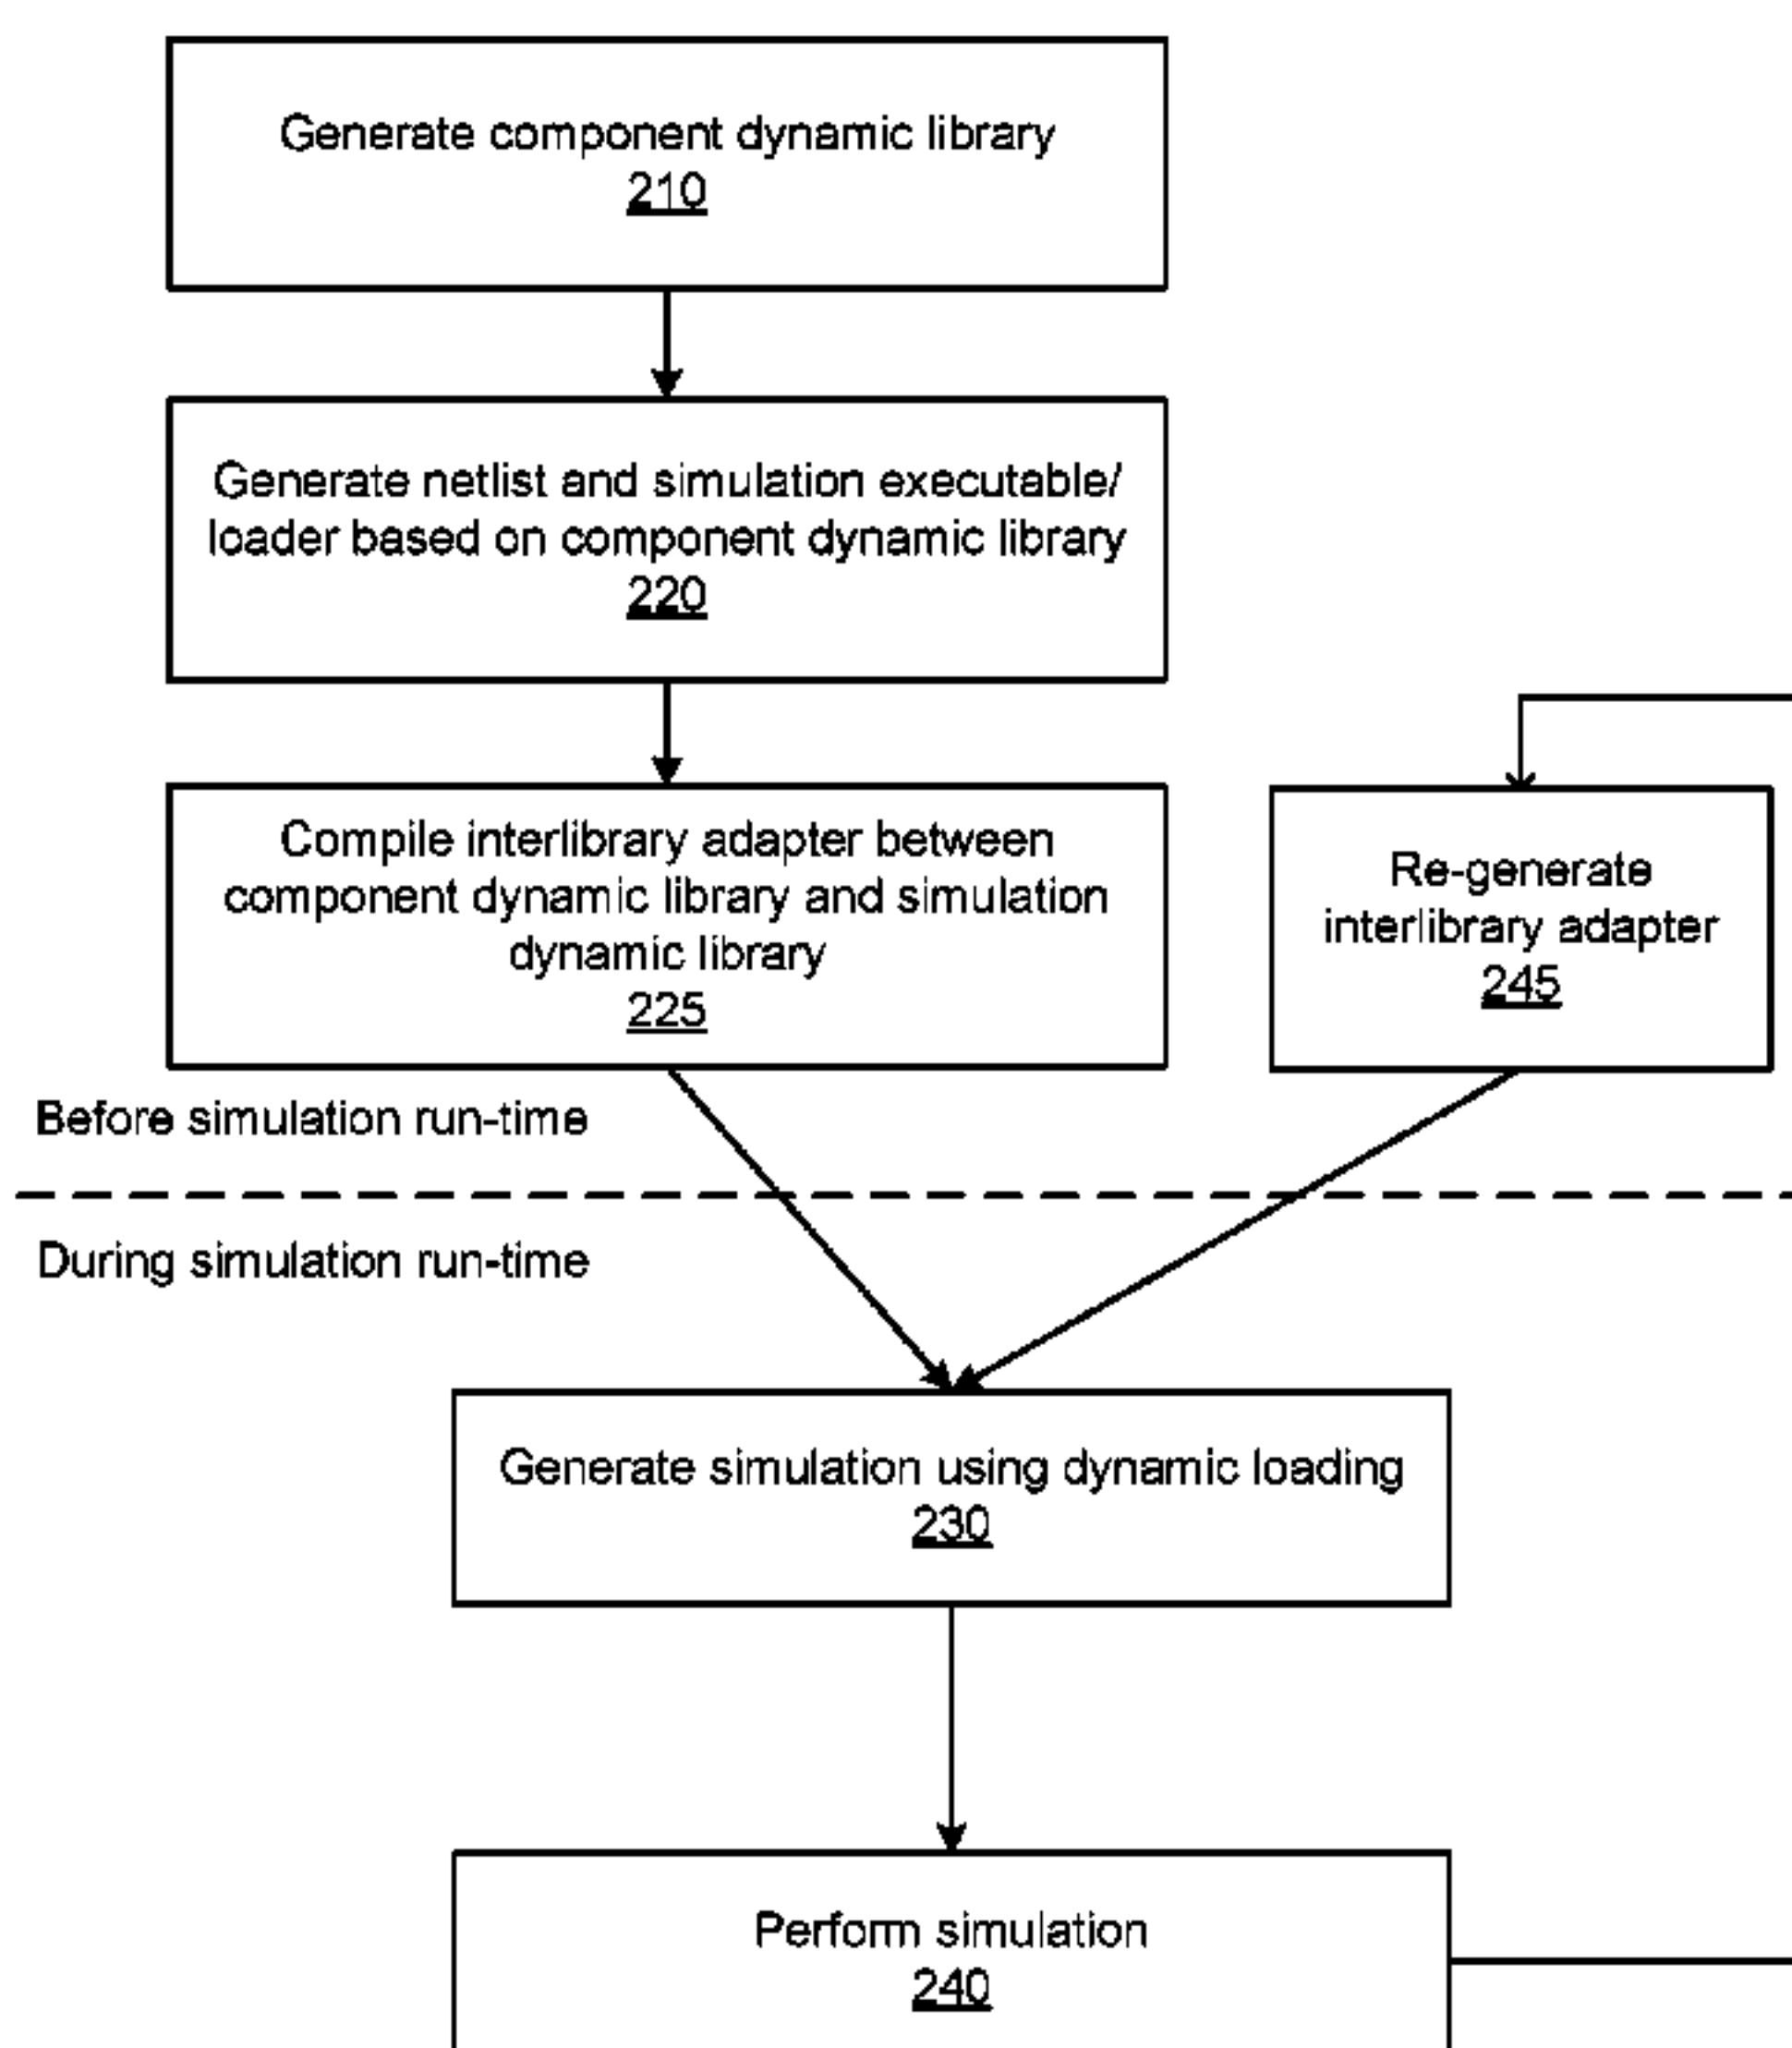 Generate component dynamic library
210
Generate netlist and simulation executable/
loader based on component dynamic library
220
Compile interlibrary adapter between
component dynamic library and simulation
dynamic library
225
Re-generate
interlibrary adapter
245
Before simulation run-time
During simulation run-time
Generate simulation using dynamic loading
230
Perform simulation
240